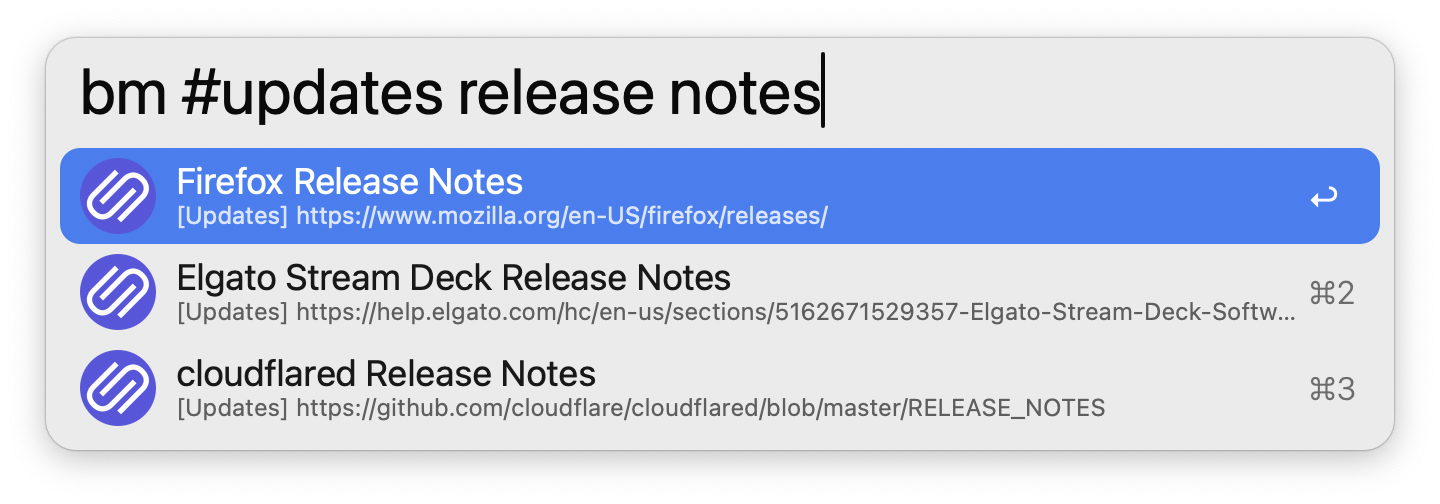 bm #updates release notes
Firefox Release Notes
[Updates] https://www.mozilla.org/en-US/firefox/releases/
Elgato Stream Deck Release Notes
[Updates] https://help.elgato.com/hc/en-us/sections/5162671529357-Elgato-Stream-Deck-Softw...
⌘2
cloudflared Release Notes
[Updates] https://github.com/cloudflare/cloudflared/blob/master/RELEASE_NOTES
⌘3